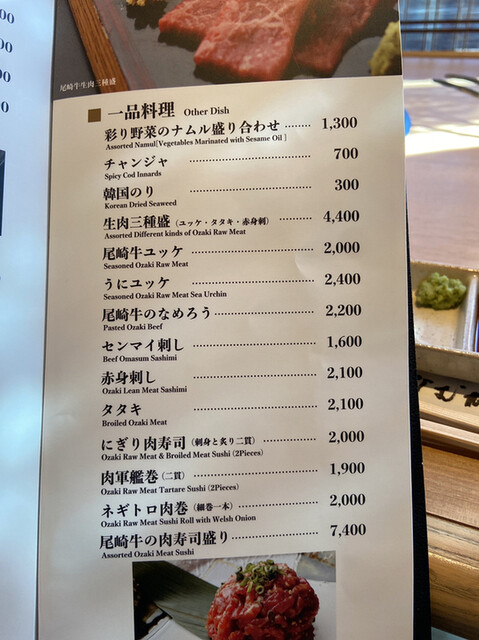 尾崎牛生肉三種盛
一品料理 Other Dish
彩り野菜のナムル盛り合わせ ........ 1,300
Assorted Namul[Vegetables Marinated with Sesame Oil ]
チャンジャ ........ 700
Spicy Cod Innards
韓国のり ........ 300
Korean Dried Seaweed
生肉三種盛（ユッケ・タタキ・赤身刺） ........ 4,400
Assorted Different kinds of Ozaki Raw Meat
尾崎牛ユッケ ........ 2,000
Seasoned Ozaki Raw Meat
うにユッケ ........ 2,400
Seasoned Ozaki Raw Meat Sea Urchin
尾崎牛のなめろう ........ 2,200
Pasted Ozaki Beef
センマイ刺し ........ 1,600
Beef Omasum Sashimi
赤身刺し ........ 2,100
Ozaki Lean Meat Sashimi
タタキ ........ 2,100
Broiled Ozaki Meat
にぎり肉寿司（刺身と炙り二貫） ........ 2,000
Ozaki Raw Meat & Broiled Meat Sushi (2Pieces)
肉軍艦巻（二貫） ........ 1,900
Ozaki Raw Meat Tartare Sushi (2Pieces)
ネギトロ肉巻（細巻一本） ........ 2,000
Ozaki Raw Meat Sushi Roll with Welsh Onion
尾崎牛の肉寿司盛り ........ 7,400
Assorted Ozaki Meat Sushi